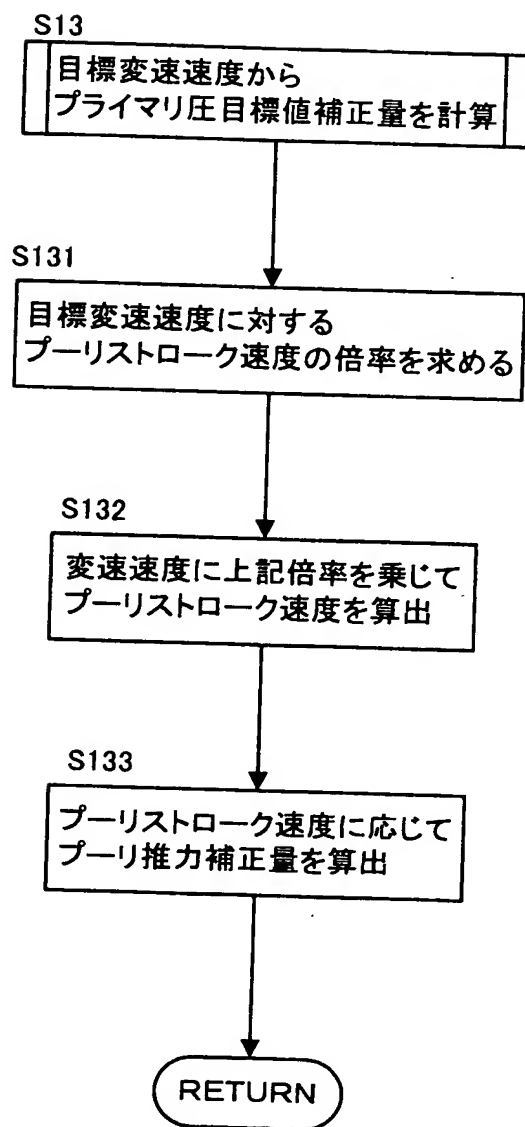 S13
目標変速速度から
プライマリ圧目標値補正量を計算
S131
目標変速速度に対する
プーリストローク速度の倍率を求める
S132
変速速度に上記倍率を乗じて
プーリストローク速度を算出
S133
プーリストローク速度に応じて
プーリ推力補正量を算出
RETURN